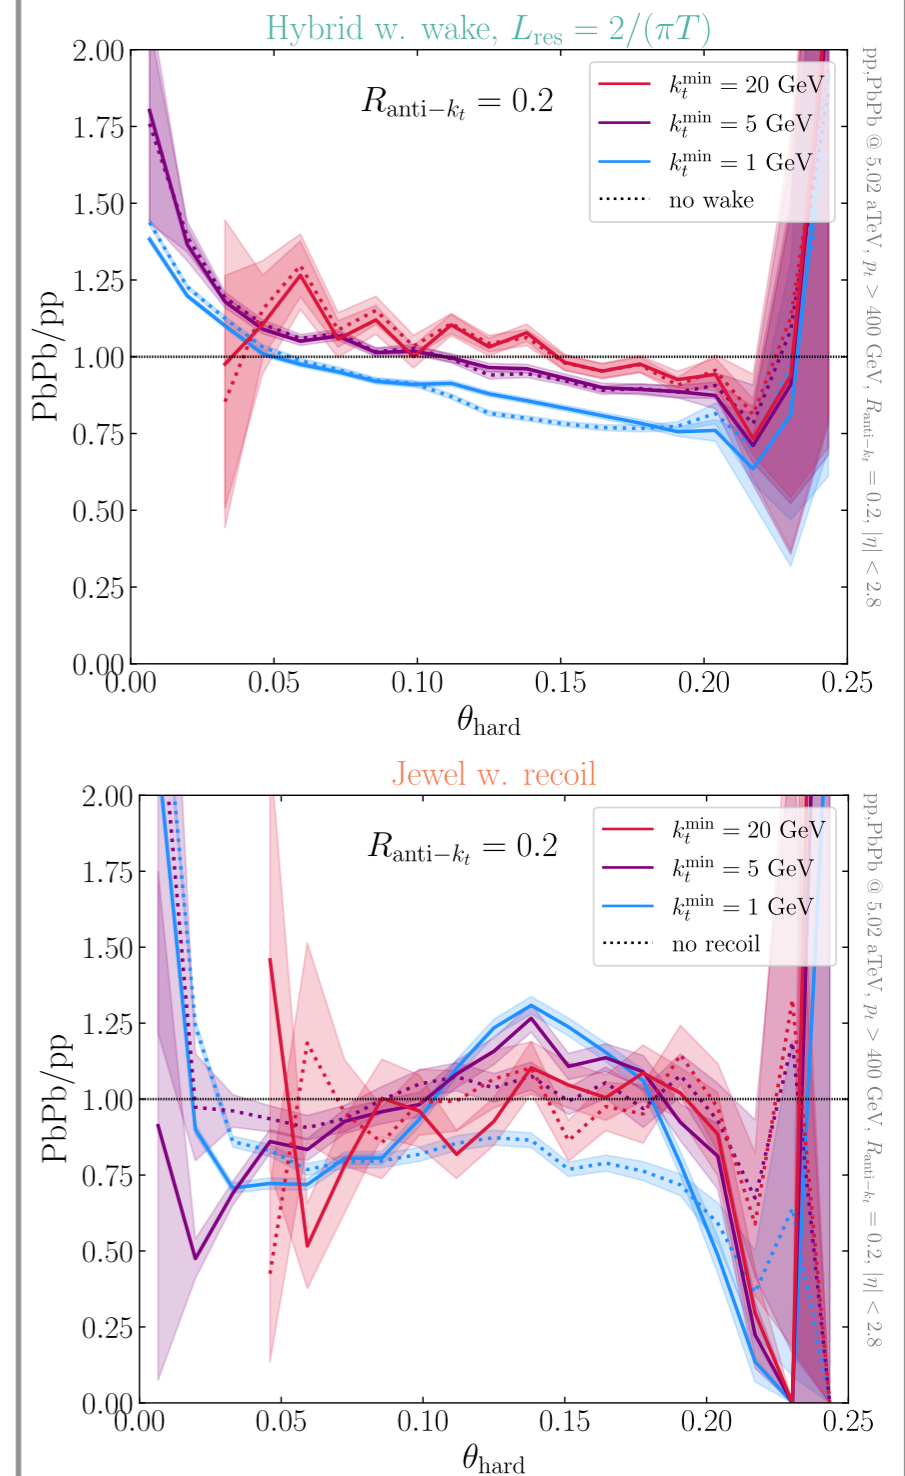 Hybrid w. wake, L_res = 2/(πT)
2.00
R_anti−k_t = 0.2
k_t^min = 20 GeV
k_t^min = 5 GeV
k_t^min = 1 GeV
no wake
1.75
1.50
1.25
1.00
0.75
0.50
0.25
0.00
PbPb/pp
0.00
0.05
0.10
0.15
0.20
0.25
θ_hard
pp,PbPb @ 5.02 aTeV, p_t > 400 GeV, R_anti−k_t = 0.2, |η| < 2.8
Jewel w. recoil
2.00
R_anti−k_t = 0.2
k_t^min = 20 GeV
k_t^min = 5 GeV
k_t^min = 1 GeV
no recoil
1.75
1.50
1.25
1.00
0.75
0.50
0.25
0.00
PbPb/pp
0.00
0.05
0.10
0.15
0.20
0.25
θ_hard
pp,PbPb @ 5.02 aTeV, p_t > 400 GeV, R_anti−k_t = 0.2, |η| < 2.8